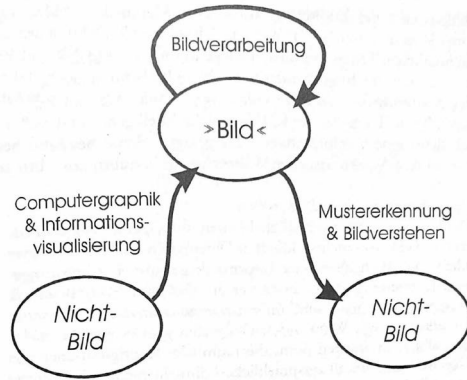 Bildverarbeitung
>Bild<
Computergraphik
& Informations-
visualisierung
Mustererkennung
& Bildverstehen
Nicht-
Bild
Nicht-
Bild